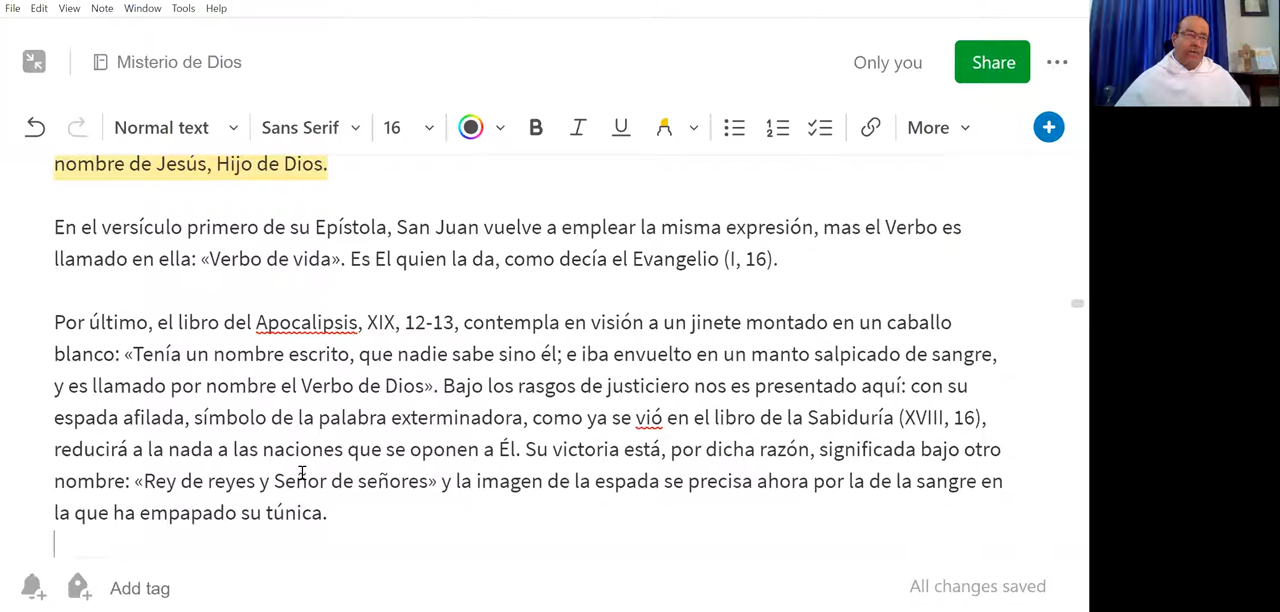 File Edit View Note Window Tools Help
Misterio de Dios
Only you
Share
Normal text
Sans Serif
16
B I U
More
nombre de Jesús, Hijo de Dios.
En el versículo primero de su Epístola, San Juan vuelve a emplear la misma expresión, mas el Verbo es
llamado en ella: «Verbo de vida». Es El quien la da, como decía el Evangelio (I, 16).
Por último, el libro del Apocalipsis, XIX, 12-13, contempla en visión a un jinete montado en un caballo
blanco: «Tenía un nombre escrito, que nadie sabe sino él; e iba envuelto en un manto salpicado de sangre,
y es llamado por nombre el Verbo de Dios». Bajo los rasgos de justiciero nos es presentado aquí: con su
espada afilada, símbolo de la palabra exterminadora, como ya se vió en el libro de la Sabiduría (XVIII, 16),
reducirá a la nada a las naciones que se oponen a Él. Su victoria está, por dicha razón, significada bajo otro
nombre: «Rey de reyes y Señor de señores» y la imagen de la espada se precisa ahora por la de la sangre en
la que ha empapado su túnica.
Add tag
All changes saved